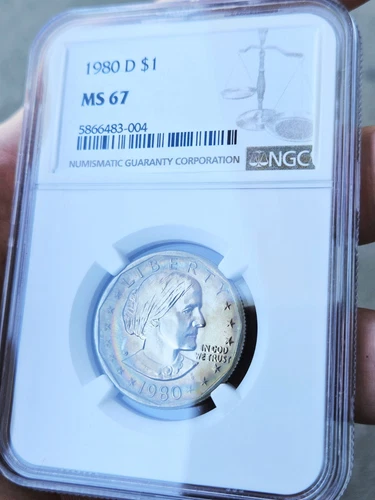 1980 D $1
MS 67
5866483-004
NUMISMATIC GUARANTY CORPORATION
NGC
LIBERTY
IN GOD
WE TRUST
1980